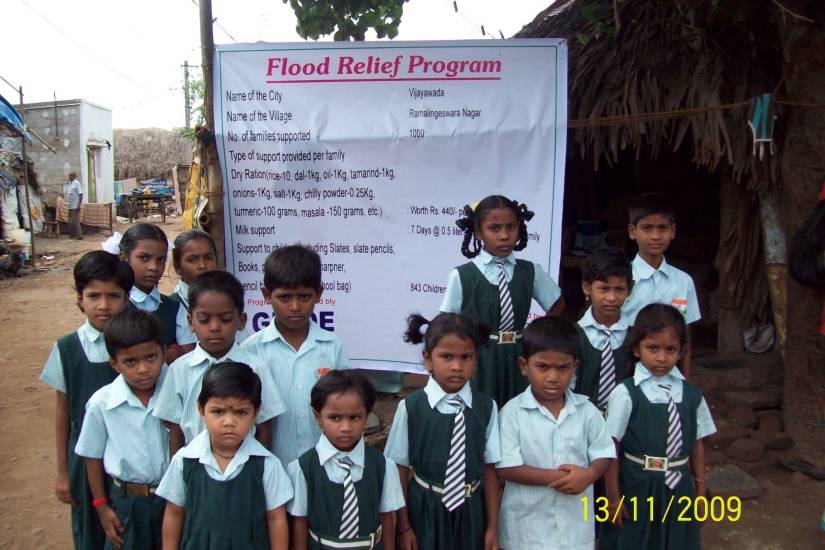 Flood Relief Program
Name of the City : Vijayawada
Name of the Village : Ramalingeswara Nagar
No. of families supported : 1000
Type of support provided per family
Dry Ration(rice-10, dal-1kg, oil-1Kg, tamarind-1kg,
onions-1Kg, salt-1Kg, chilly powder-0.25Kg,
turmeric-100 grams, masala -150 grams, etc.) : Worth Rs. 440/-
Milk support : 7 Days @ 0.5 family
Support to Slates, slate pencils,
Books,
bag) : 843
13/11/2009